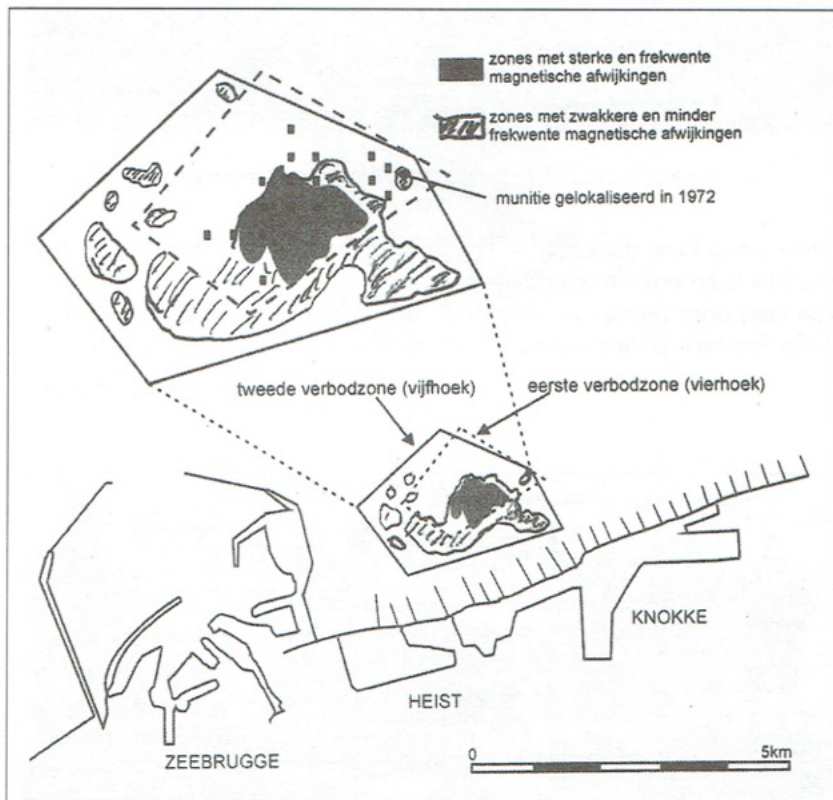 zones met sterke en frekwente
magnetische afwijkingen
zones met zwakkere en minder
frekwente magnetische afwijkingen
munitie gelokaliseerd in 1972
tweede verbodzone (vijfhoek)
eerste verbodzone (vierhoek)
KNOKKE
HEIST
ZEEBRUGGE
0
5km